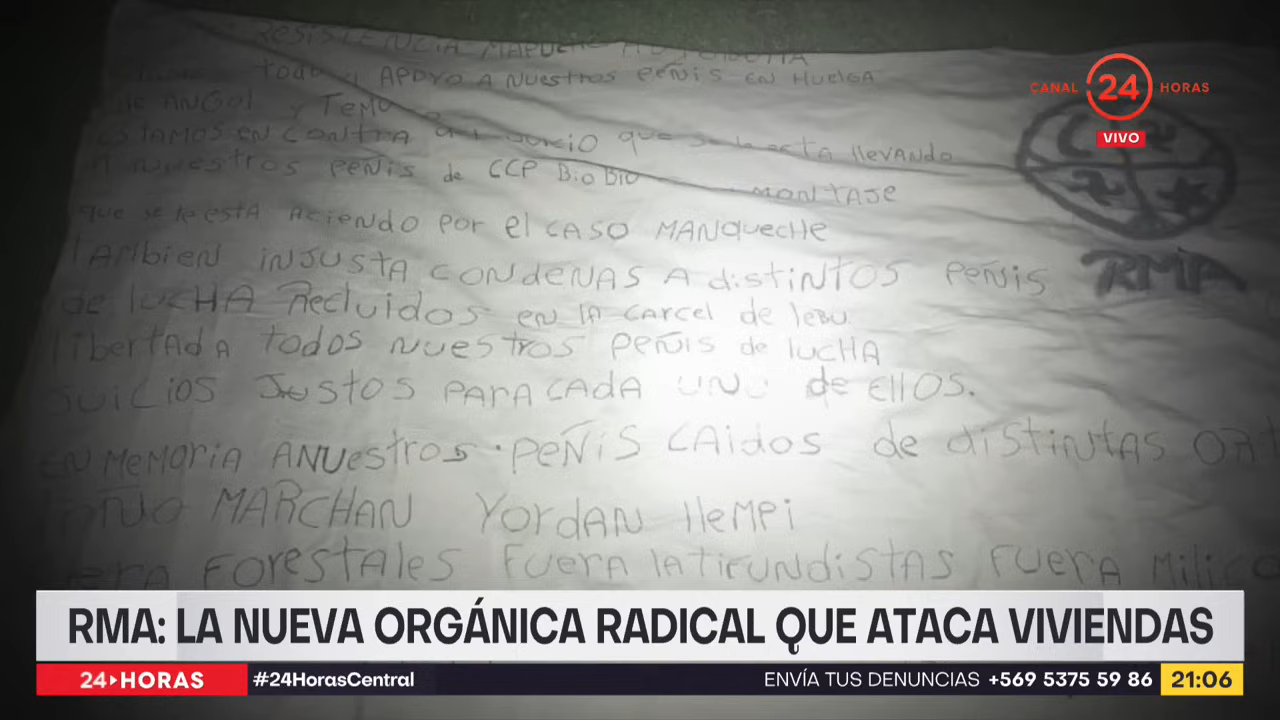 RESISTENCIA MAPUCHE
todo APOYO A NUESTROS PEÑIS EN HUELGA
de ANGOL y TEMU
ESTAMOS EN CONTRA que se le esta llevando
A NUESTROS PEÑIS de CCP Bio Bio MONTAJE
que se le ESTA ACIENDO POR el CASO MANQUECHE
TAMBIEN INJUSTA CONDENAS A distintos PEÑIS
de LUCHA Recluidos en lA CARCEL de lebu
libertad A todos NUESTROS PEÑIS de lUCHA
JUICIOS JUSTOS PARA CADA UNO de Ellos.
EN MEMORIA ANUESTROS PEÑIS CAidos de distintas
MARCHAN YORdAN lleMPi
FORESTALES FUERA latifundistas FUERA
RMA
CANAL 24 HORAS
VIVO
RMA: LA NUEVA ORGÁNICA RADICAL QUE ATACA VIVIENDAS
24 HORAS #24HorasCentral ENVÍA TUS DENUNCIAS +569 5375 59 86 21:06